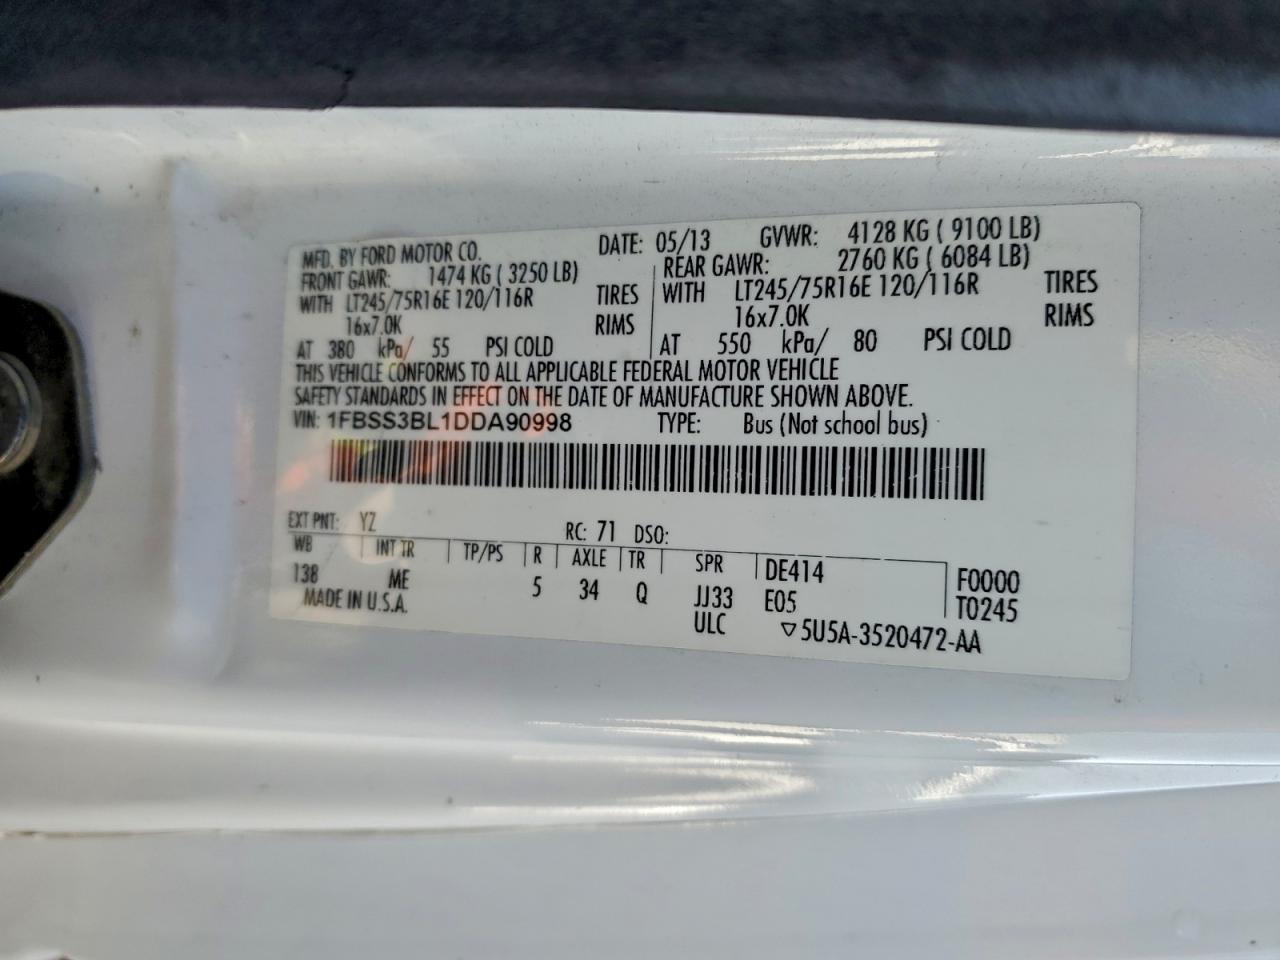 MFD. BY FORD MOTOR CO. DATE: 05/13 GVWR: 4128 KG ( 9100 LB)
FRONT GAWR: 1474 KG ( 3250 LB) REAR GAWR: 2760 KG ( 6084 LB)
WITH LT245/75R16E 120/116R TIRES WITH LT245/75R16E 120/116R TIRES
16x7.0K RIMS 16x7.0K RIMS
AT 380 kPa/ 55 PSI COLD AT 550 kPa/ 80 PSI COLD
THIS VEHICLE CONFORMS TO ALL APPLICABLE FEDERAL MOTOR VEHICLE
SAFETY STANDARDS IN EFFECT ON THE DATE OF MANUFACTURE SHOWN ABOVE.
VIN: 1FBSS3BL1DDA90998 TYPE: Bus (Not school bus)
EXT PNT: YZ RC: 71 DSO:
WB INT TR TP/PS R AXLE TR SPR DE414 F0000
138 ME 5 34 Q JJ33 E05 T0245
MADE IN U.S.A. ULC ▽5U5A-3520472-AA